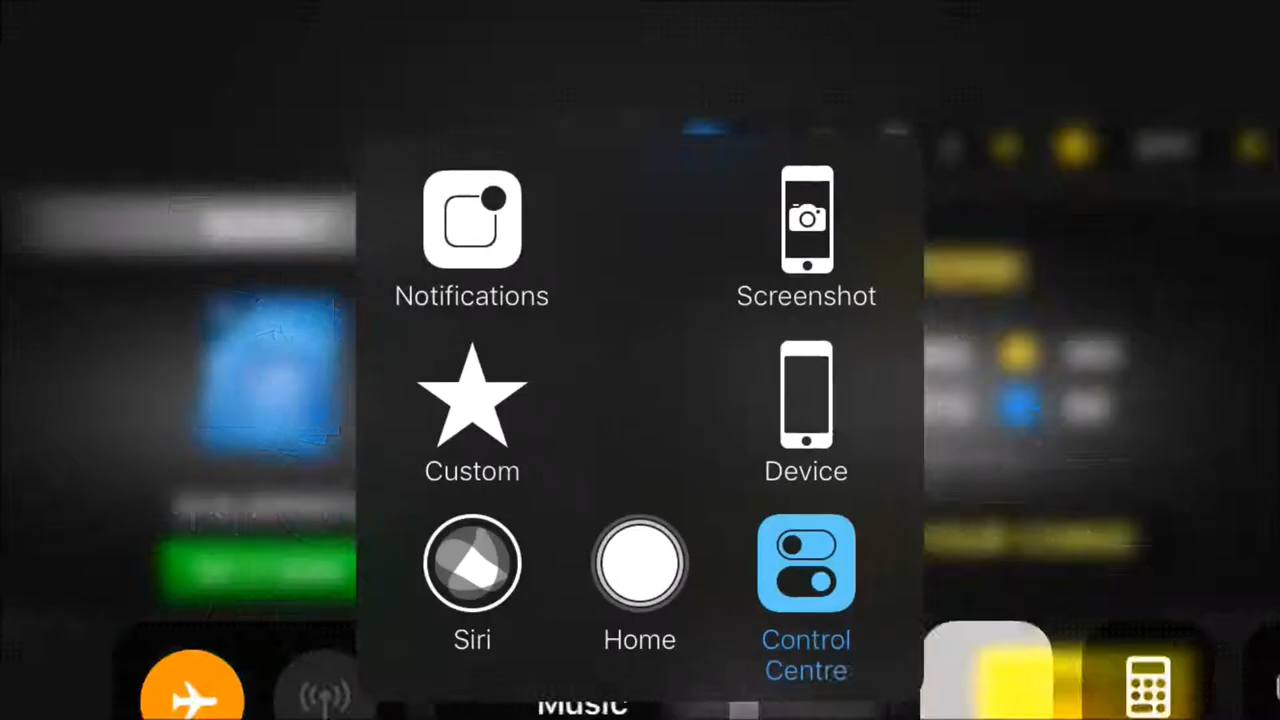 Notifications
Screenshot
Custom
Device
Siri
Home
Control
Centre
Music